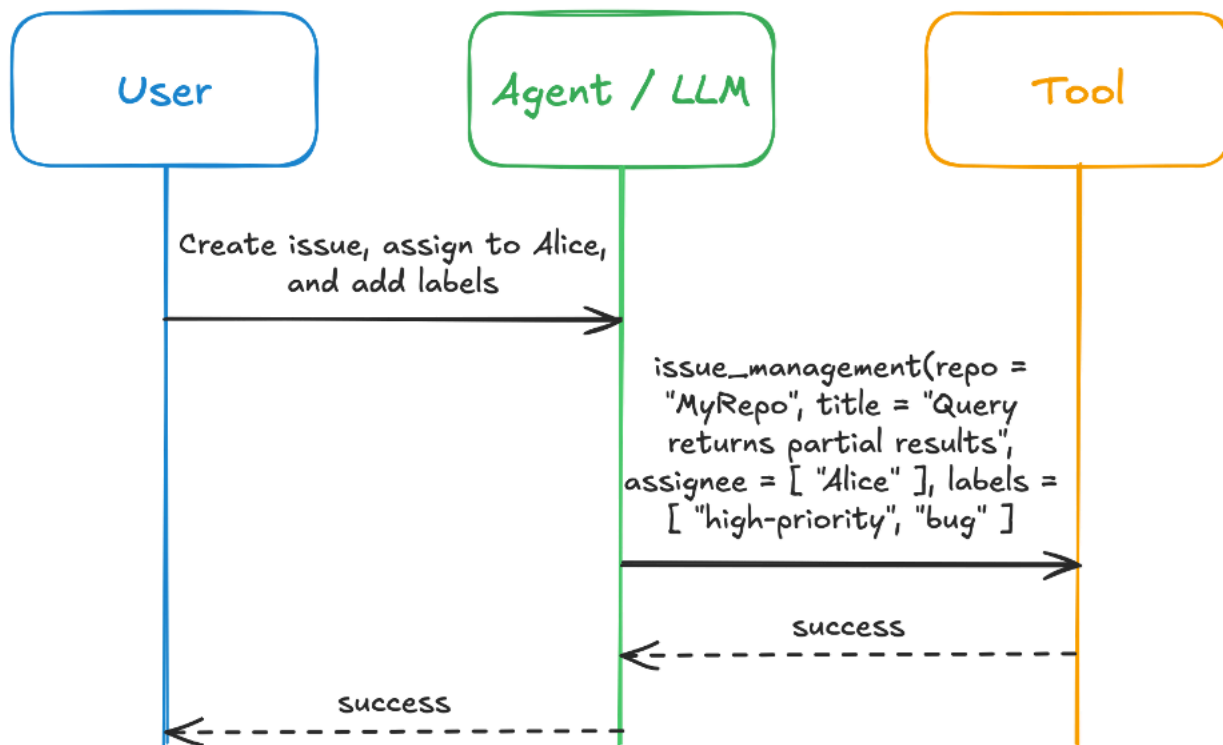 User
Agent / LLM
Tool
Create issue, assign to Alice,
and add labels
issue_management(repo =
"MyRepo", title = "Query
returns partial results",
assignee = [ "Alice" ], labels =
[ "high-priority", "bug" ]
success
success